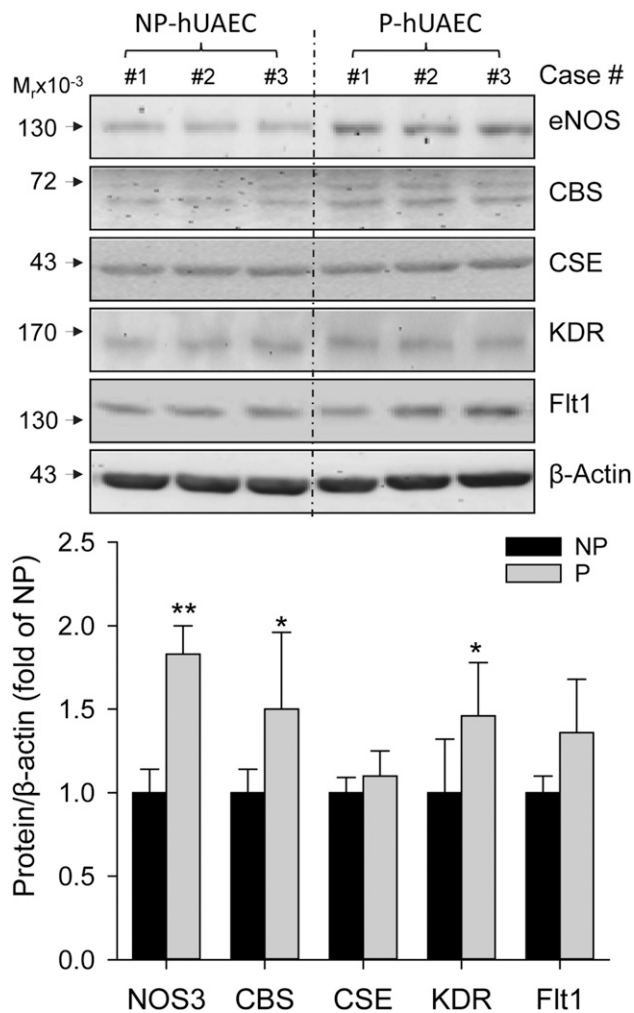 NP-hUAEC P-hUAEC
Mᵣx10⁻³ #1 #2 #3 #1 #2 #3 Case #
130 eNOS
72 CBS
43 CSE
170 KDR
130 Flt1
43 β-Actin
Protein/β-actin (fold of NP)
2.5
2.0
1.5
1.0
0.5
0.0
NP
P
** * *
NOS3 CBS CSE KDR Flt1